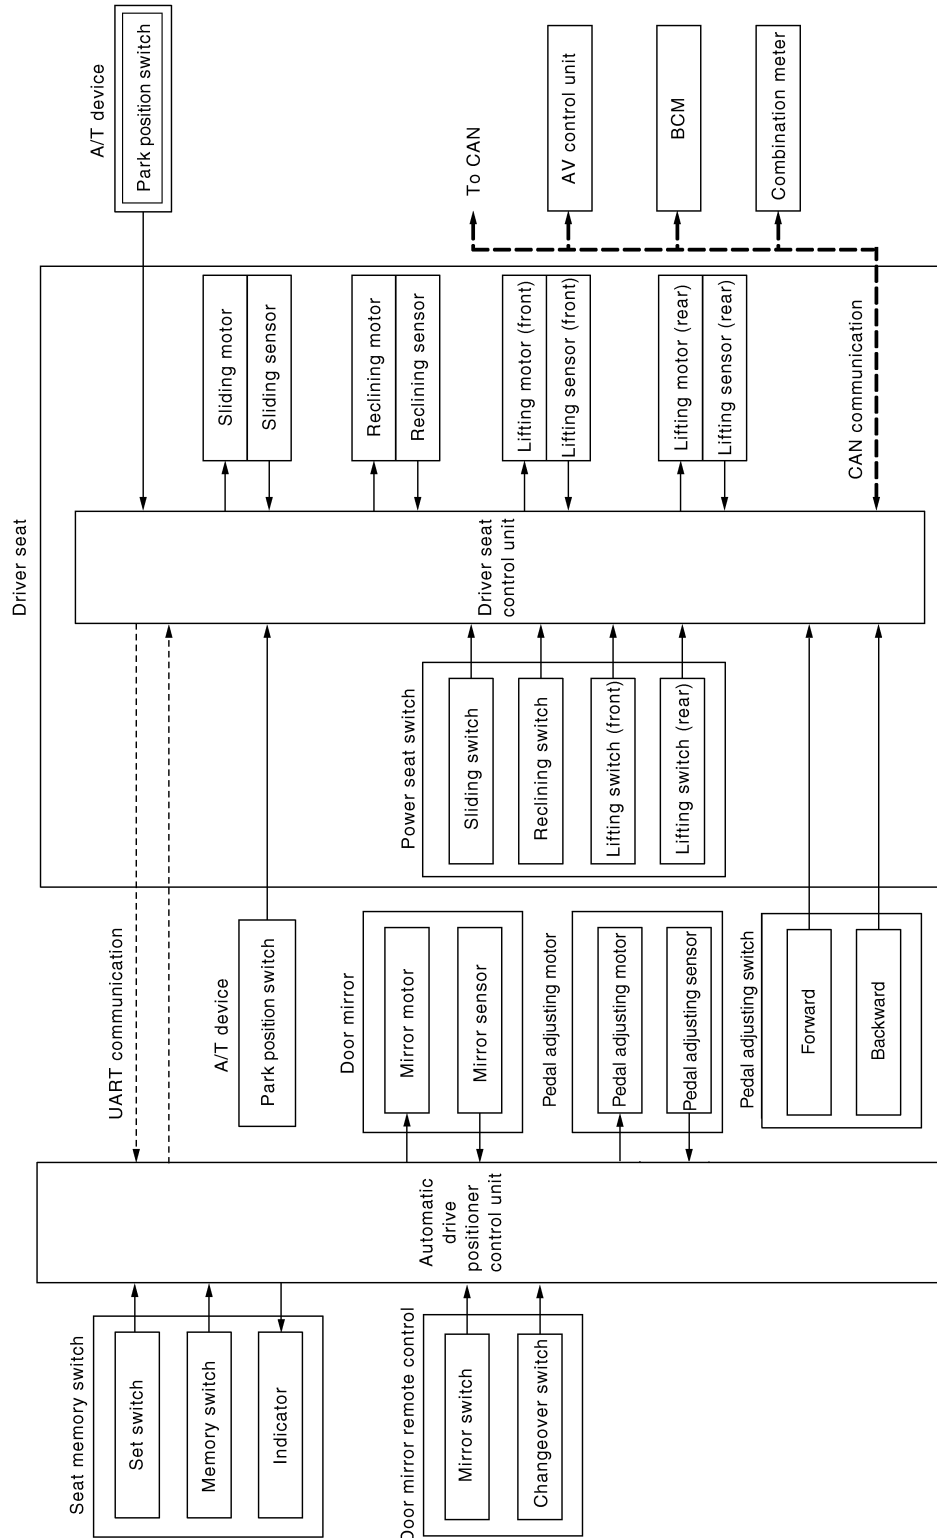 Seat memory switch
Set switch
Memory switch
Indicator
Door mirror remote control
Mirror switch
Changeover switch
Automatic
drive
positioner
control unit
UART communication
A/T device
Park position switch
Door mirror
Mirror motor
Mirror sensor
Pedal adjusting motor
Pedal adjusting motor
Pedal adjusting sensor
Pedal adjusting switch
Forward
Backward
Driver seat
Power seat switch
Sliding switch
Reclining switch
Lifting switch (front)
Lifting switch (rear)
Driver seat
control unit
Sliding motor
Sliding sensor
Reclining motor
Reclining sensor
Lifting motor (front)
Lifting sensor (front)
Lifting motor (rear)
Lifting sensor (rear)
CAN communication
A/T device
Park position switch
To CAN
AV control unit
BCM
Combination meter